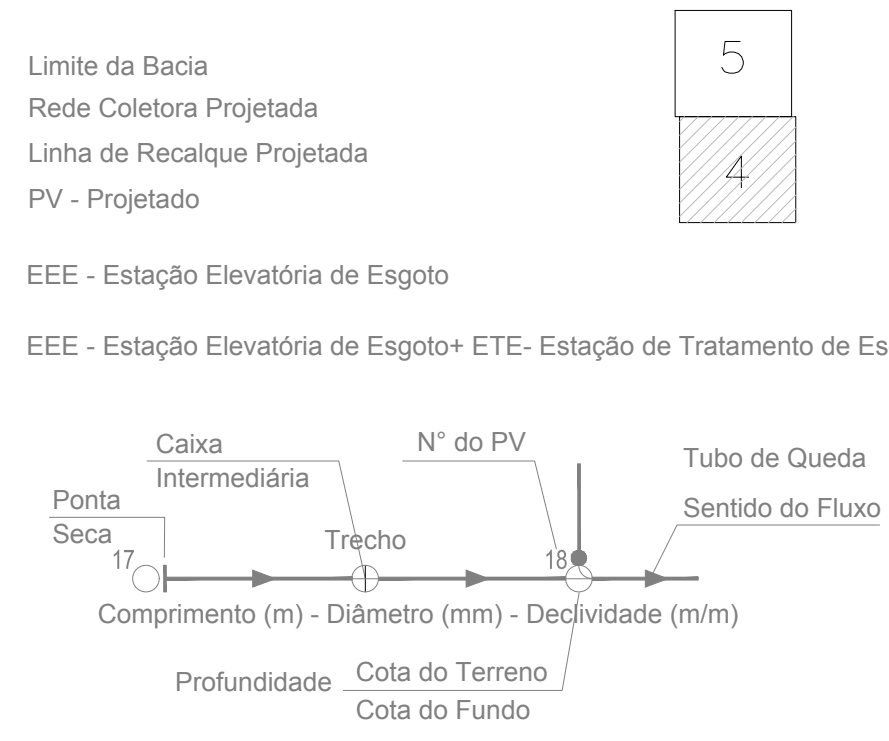 Limite da Bacia
Rede Coletora Projetada
Linha de Recalque Projetada
PV - Projetado
EEE - Estação Elevatória de Esgoto
EEE - Estação Elevatória de Esgoto+ ETE- Estação de Tratamento de Es
5
4
Caixa
Intermediária
N° do PV
Tubo de Queda
Sentido do Fluxo
Ponta
Seca
Trecho
17
18
Comprimento (m) - Diâmetro (mm) - Declividade (m/m)
Profundidade
Cota do Terreno
Cota do Fundo